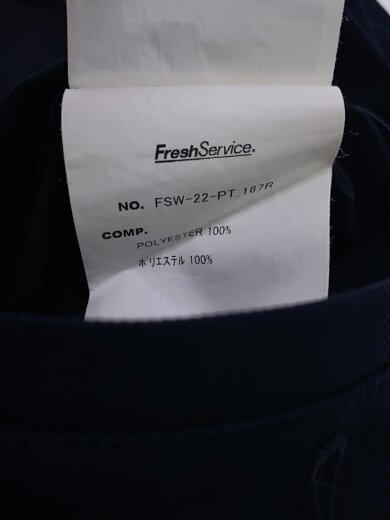 FreshService®
NO. FSW-22-PT_167R
COMP.
POLYESTER 100%
ポリエステル 100%